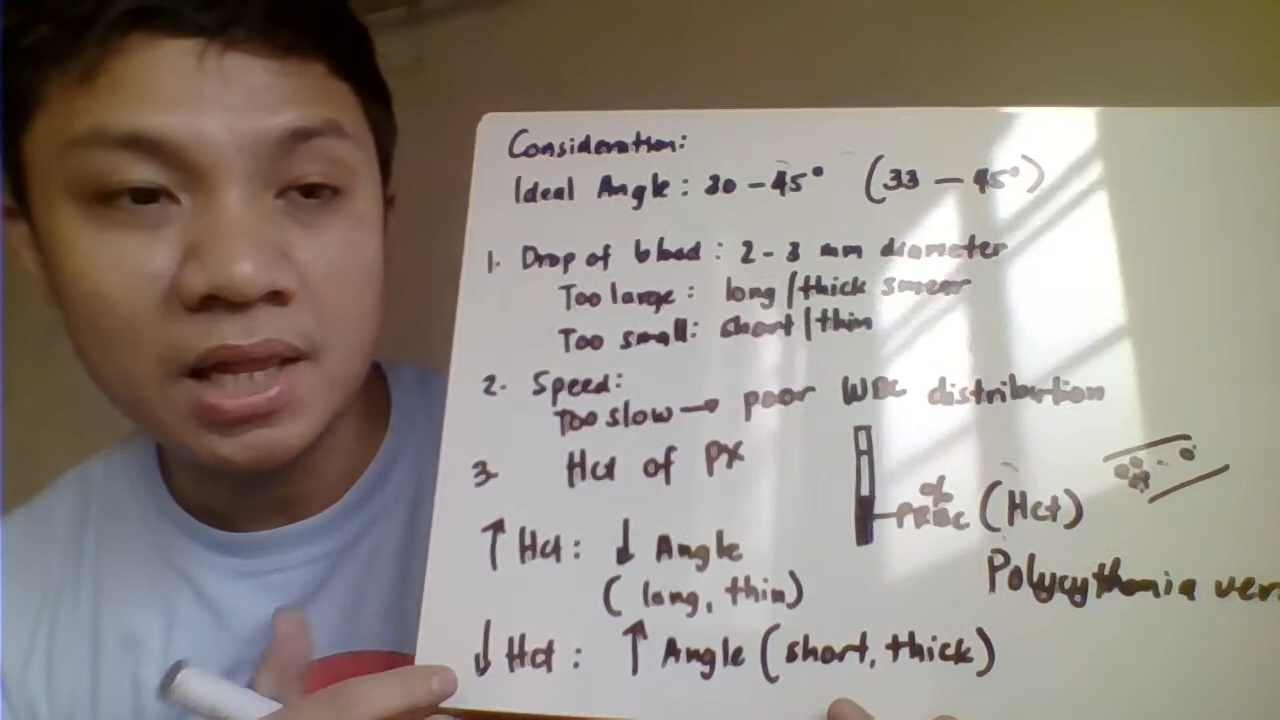 Consideration:
Ideal Angle: 30 - 45° (33 - 45°)
1. Drop of blood: 2 - 3 mm diameter
Too large: long/thick smear
Too small: short/thin
2. Speed:
Too slow → poor WBC distribution
3 Hct of px
% PRBC (Hct)
↑ Hct: ↓ Angle
(long, thin)
Polycythemia ver
↓ Hct: ↑ Angle (short, thick)